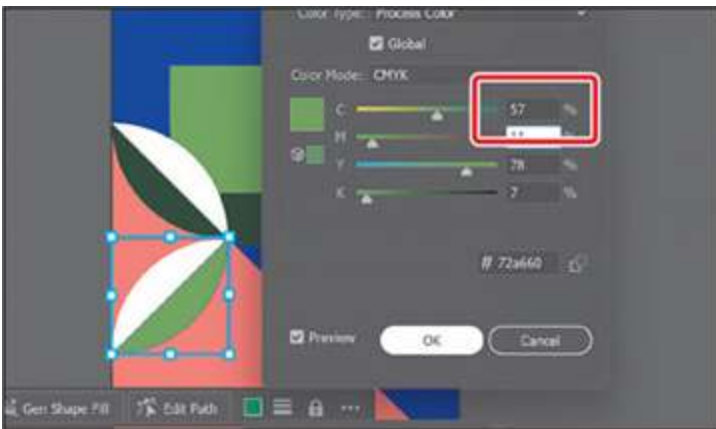 Color Type: Process Color
Global
Color Mode: CMYK
C 57 %
M %
Y 78 %
K 7 %
# 72a660
Preview OK Cancel
Gen Shape Fill Edit Path